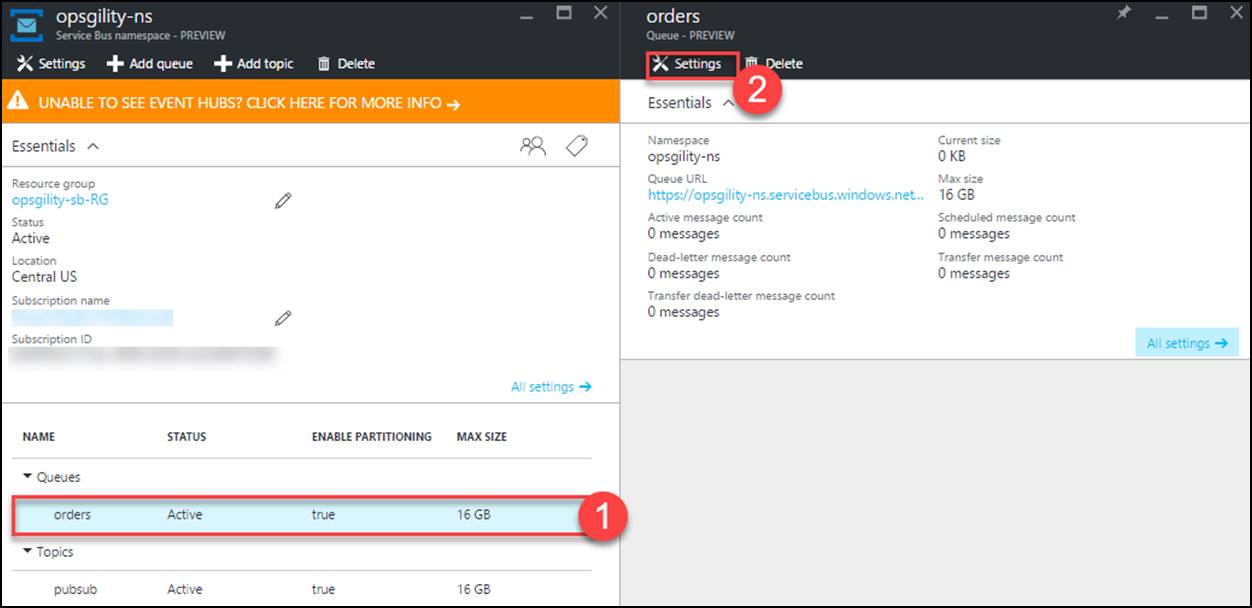 opsgility-ns
Service Bus namespace - PREVIEW
Settings Add queue Add topic Delete
UNABLE TO SEE EVENT HUBS? CLICK HERE FOR MORE INFO →
Essentials
Resource group
opsgility-sb-RG
Status
Active
Location
Central US
Subscription name
Subscription ID
All settings →
NAME STATUS ENABLE PARTITIONING MAX SIZE
Queues
orders Active true 16 GB
1
Topics
pubsub Active true 16 GB
orders
Queue - PREVIEW
Settings Delete
2
Essentials
Namespace Current size
opsgility-ns 0 KB
Queue URL Max size
https://opsgility-ns.servicebus.windows.net... 16 GB
Active message count Scheduled message count
0 messages 0 messages
Dead-letter message count Transfer message count
0 messages 0 messages
Transfer dead-letter message count
0 messages
All settings →